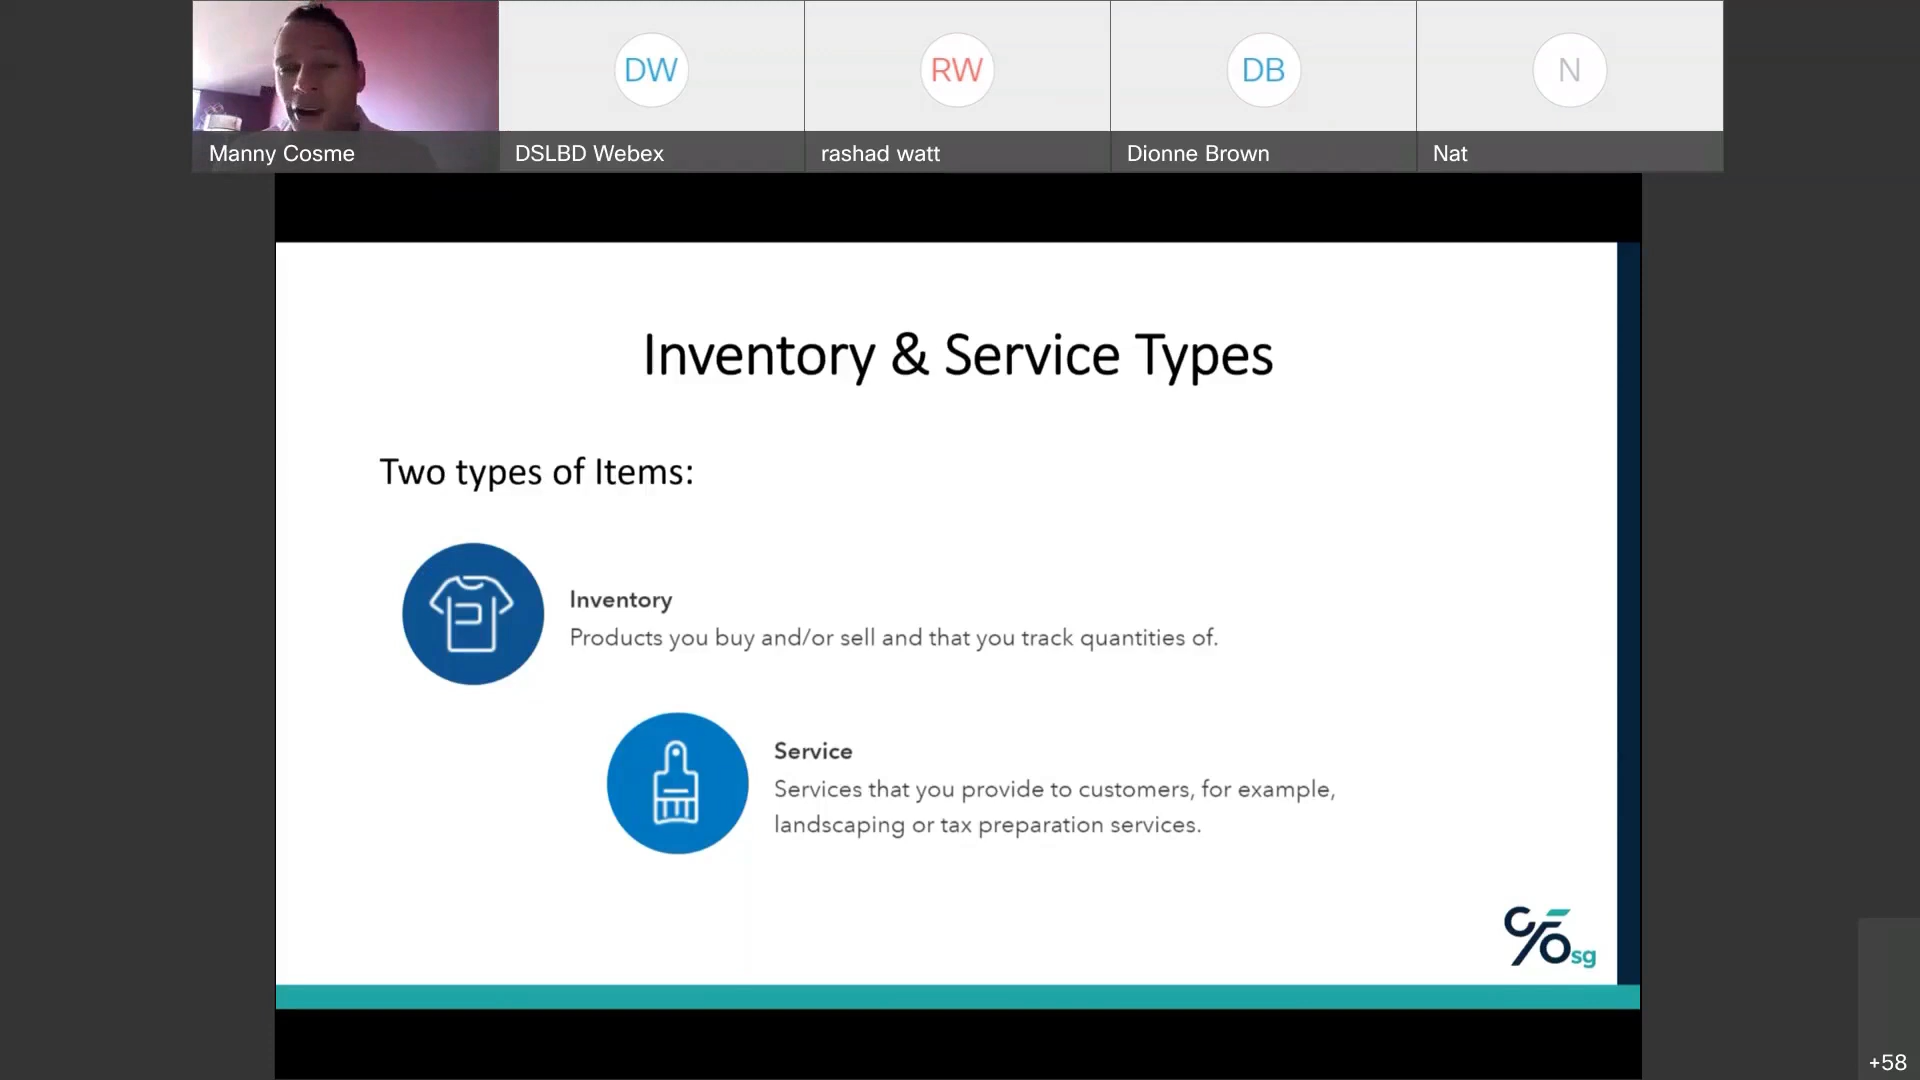 DW
RW
DB
N
Manny Cosme
DSLBD Webex
rashad watt
Dionne Brown
Nat
Inventory & Service Types
Two types of Items:
Inventory
Products you buy and/or sell and that you track quantities of.
Service
Services that you provide to customers, for example,
landscaping or tax preparation services.
CFO sg
+58